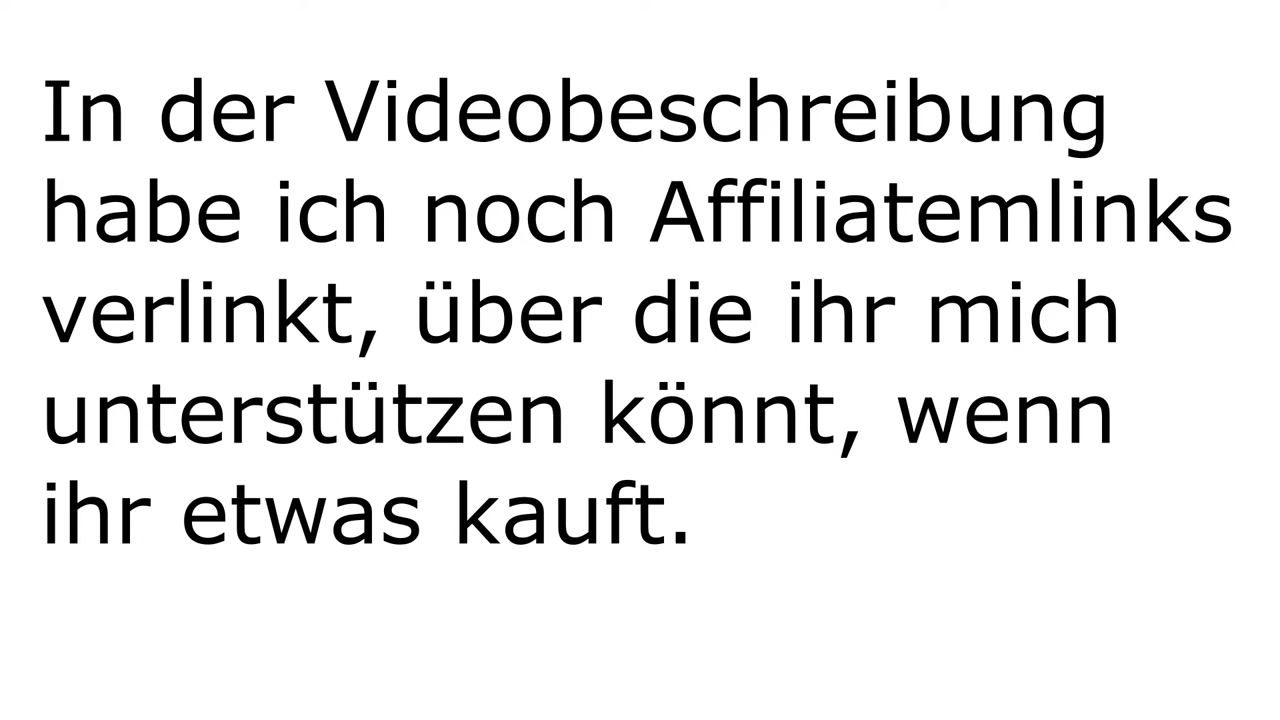 In der Videobeschreibung
habe ich noch Affiliatemlinks
verlinkt, über die ihr mich
unterstützen könnt, wenn
ihr etwas kauft.